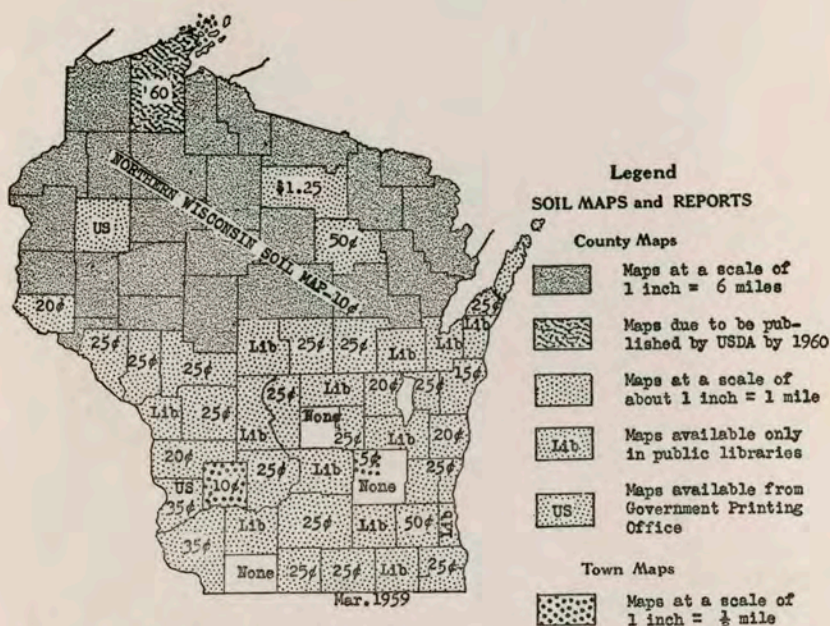 '60
NORTHERN WISCONSIN SOIL MAP-10¢
$1.25
US
50¢
20¢
25¢
Lib
25¢
25¢
25¢
Lib
25¢
25¢
Lib
Lib
15¢
25¢
Lib
20¢
25¢
25¢
None
Lib
25¢
Lib
25¢
Lib
20¢
20¢
5¢
25¢
Lib
25¢
US
10¢
None
35¢
Lib
25¢
Lib
50¢
Lib
35¢
None
25¢
25¢
Lib
25¢
Mar.1959
Legend
SOIL MAPS and REPORTS
County Maps
Maps at a scale of
1 inch = 6 miles
Maps due to be pub-
lished by USDA by 1960
Maps at a scale of
about 1 inch = 1 mile
Lib
Maps available only
in public libraries
US
Maps available from
Government Printing
Office
Town Maps
Maps at a scale of
1 inch = ½ mile